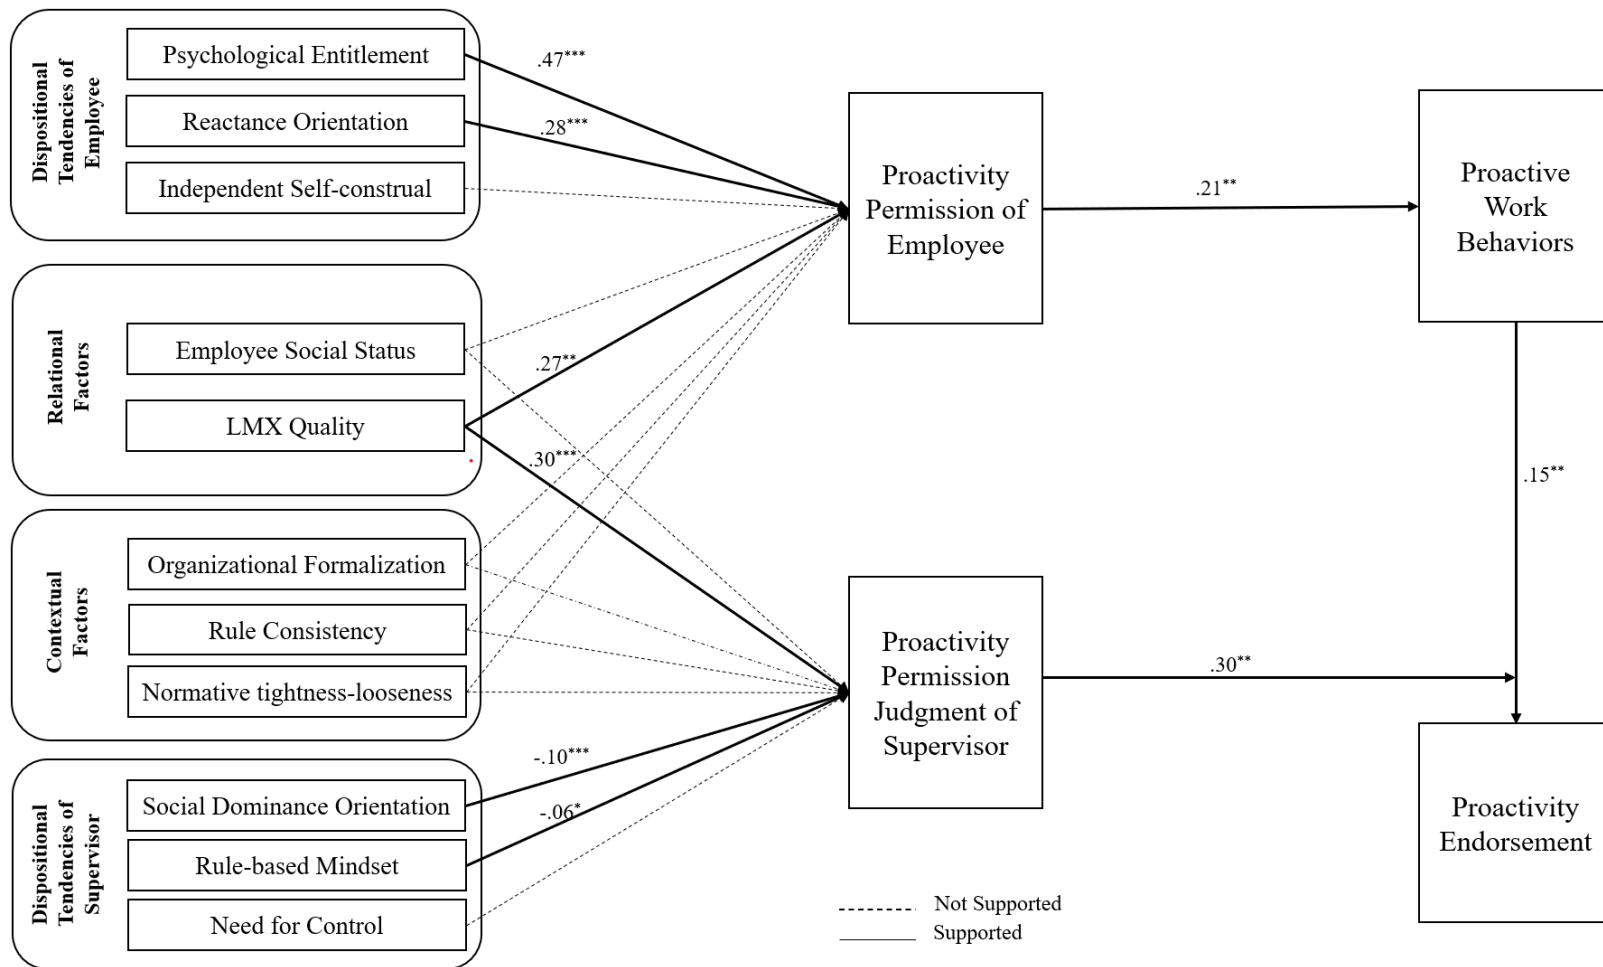 Dispositional
Tendencies of
Employee
Psychological Entitlement
Reactance Orientation
Independent Self-construal
Relational
Factors
Employee Social Status
LMX Quality
Contextual
Factors
Organizational Formalization
Rule Consistency
Normative tightness-looseness
Dispositional
Tendencies of
Supervisor
Social Dominance Orientation
Rule-based Mindset
Need for Control
.47***
.28***
.27**
.30***
-.10***
-.06*
Proactivity
Permission of
Employee
Proactivity
Permission
Judgment of
Supervisor
.21**
.30**
Proactive
Work
Behaviors
.15**
Proactivity
Endorsement
Not Supported
Supported